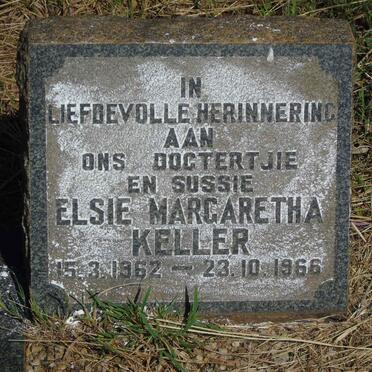 IN
LIEFDEVOLLE HERINNERING
AAN
ONS DOGTERTJIE
EN SUSSIE
ELSIE MARGARETHA
KELLER
15.3.1962 — 23.10.1966